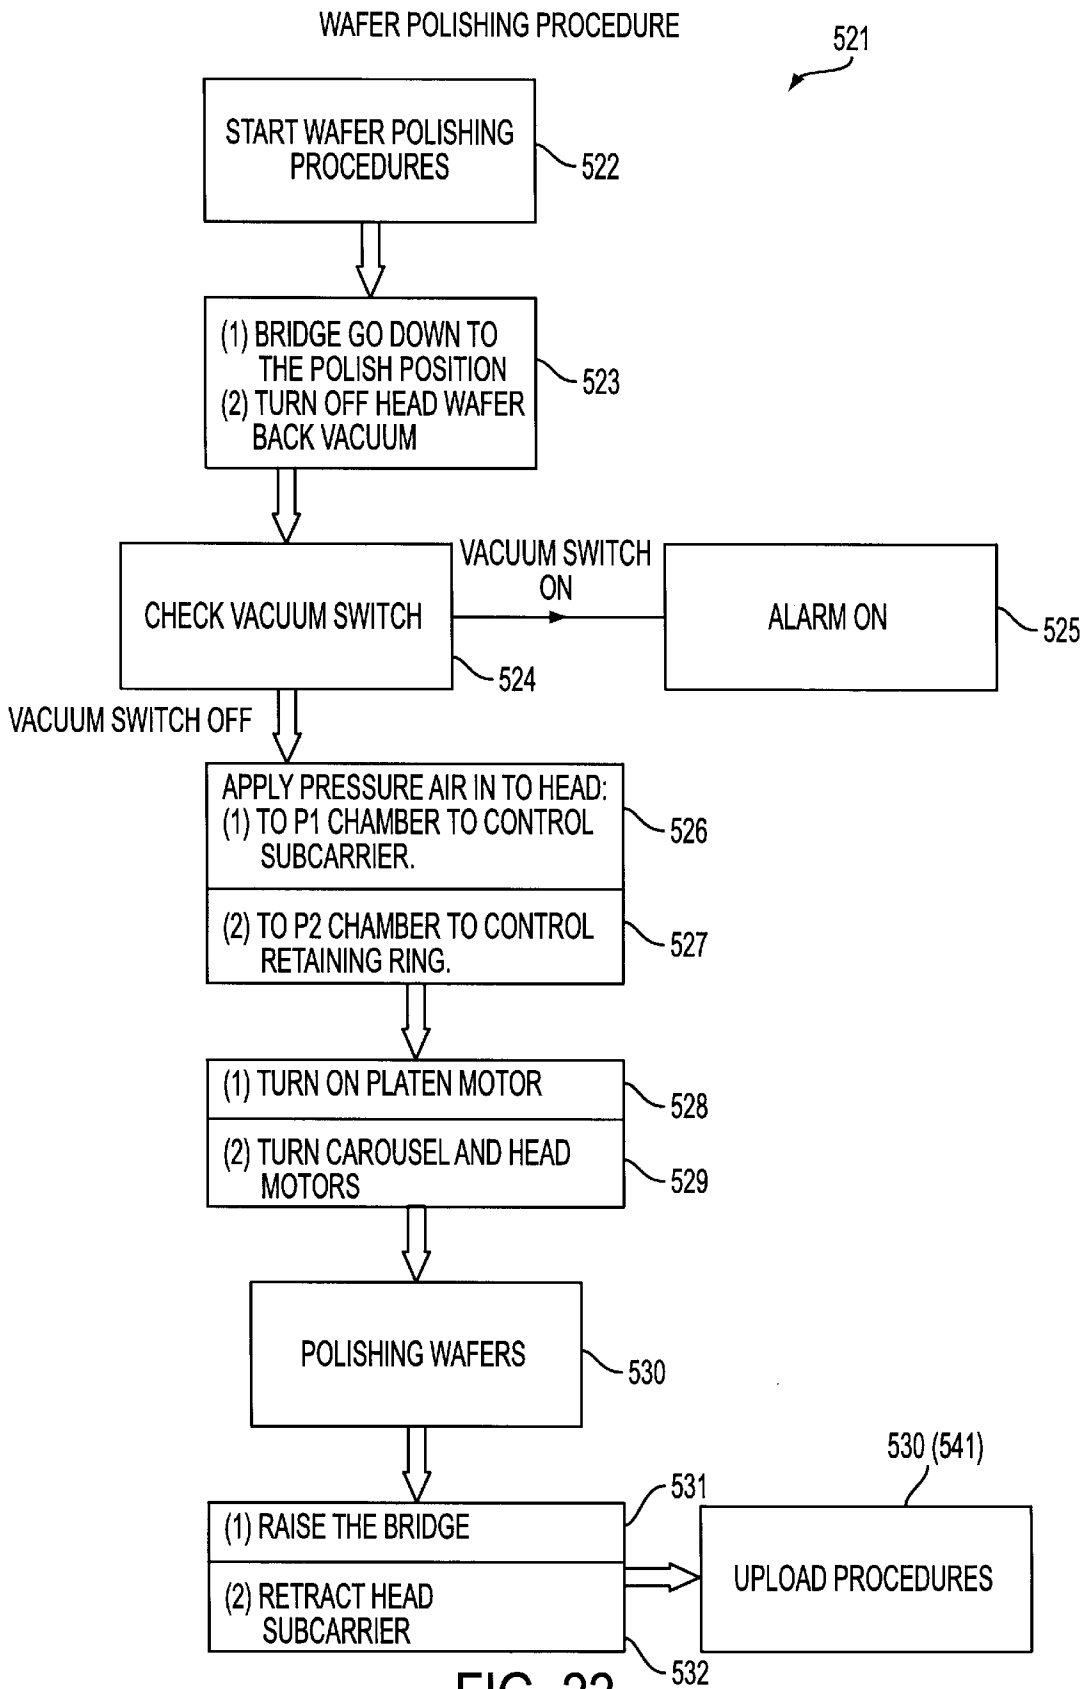 WAFER POLISHING PROCEDURE
521
START WAFER POLISHING
PROCEDURES
522
(1) BRIDGE GO DOWN TO
THE POLISH POSITION
(2) TURN OFF HEAD WAFER
BACK VACUUM
523
CHECK VACUUM SWITCH
524
VACUUM SWITCH
ON
ALARM ON
525
VACUUM SWITCH OFF
APPLY PRESSURE AIR IN TO HEAD:
(1) TO P1 CHAMBER TO CONTROL
SUBCARRIER.
526
(2) TO P2 CHAMBER TO CONTROL
RETAINING RING.
527
(1) TURN ON PLATEN MOTOR
528
(2) TURN CAROUSEL AND HEAD
MOTORS
529
POLISHING WAFERS
530
(1) RAISE THE BRIDGE
531
(2) RETRACT HEAD
SUBCARRIER
532
530 (541)
UPLOAD PROCEDURES